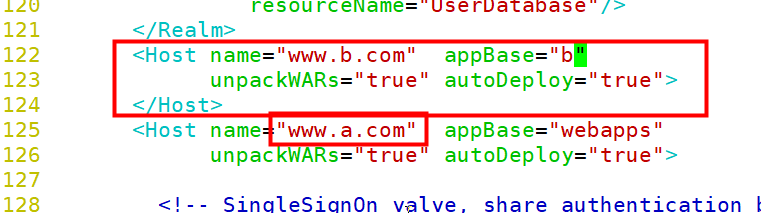 120 resourceName="UserDatabase"/>
121 </Realm>
122 <Host name="www.b.com" appBase="b"
123 unpackWARs="true" autoDeploy="true">
124 </Host>
125 <Host name="www.a.com" appBase="webapps"
126 unpackWARs="true" autoDeploy="true">
127
128 <!-- SingleSignOn valve, share authentication b